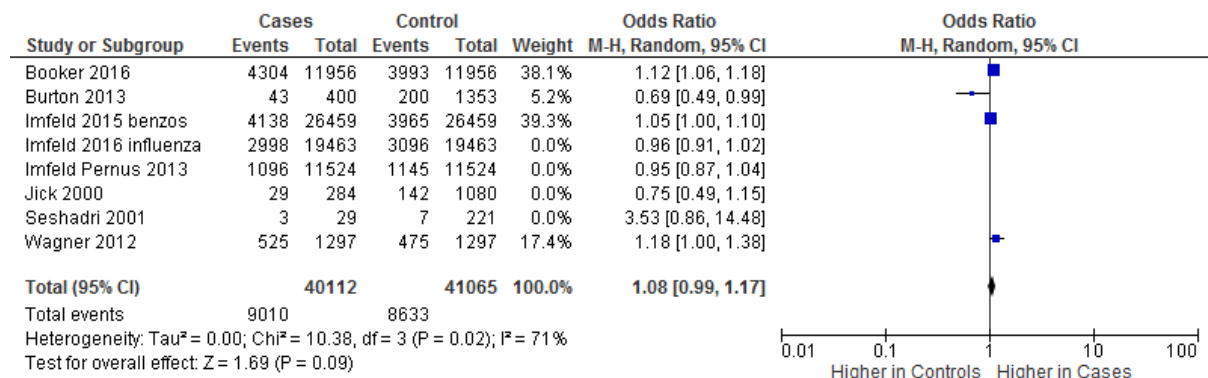 Cases Control Odds Ratio Odds Ratio
Study or Subgroup Events Total Events Total Weight M-H, Random, 95% CI M-H, Random, 95% CI
Booker 2016 4304 11956 3993 11956 38.1% 1.12 [1.06, 1.18]
Burton 2013 43 400 200 1353 5.2% 0.69 [0.49, 0.99]
Imfeld 2015 benzos 4138 26459 3965 26459 39.3% 1.05 [1.00, 1.10]
Imfeld 2016 influenza 2998 19463 3096 19463 0.0% 0.96 [0.91, 1.02]
Imfeld Pernus 2013 1096 11524 1145 11524 0.0% 0.95 [0.87, 1.04]
Jick 2000 29 284 142 1080 0.0% 0.75 [0.49, 1.15]
Seshadri 2001 3 29 7 221 0.0% 3.53 [0.86, 14.48]
Wagner 2012 525 1297 475 1297 17.4% 1.18 [1.00, 1.38]
Total (95% CI) 40112 41065 100.0% 1.08 [0.99, 1.17]
Total events 9010 8633
Heterogeneity: Tau² = 0.00; Chi² = 10.38, df = 3 (P = 0.02); I² = 71%
Test for overall effect: Z = 1.69 (P = 0.09)
0.01 0.1 1 10 100
Higher in Controls Higher in Cases